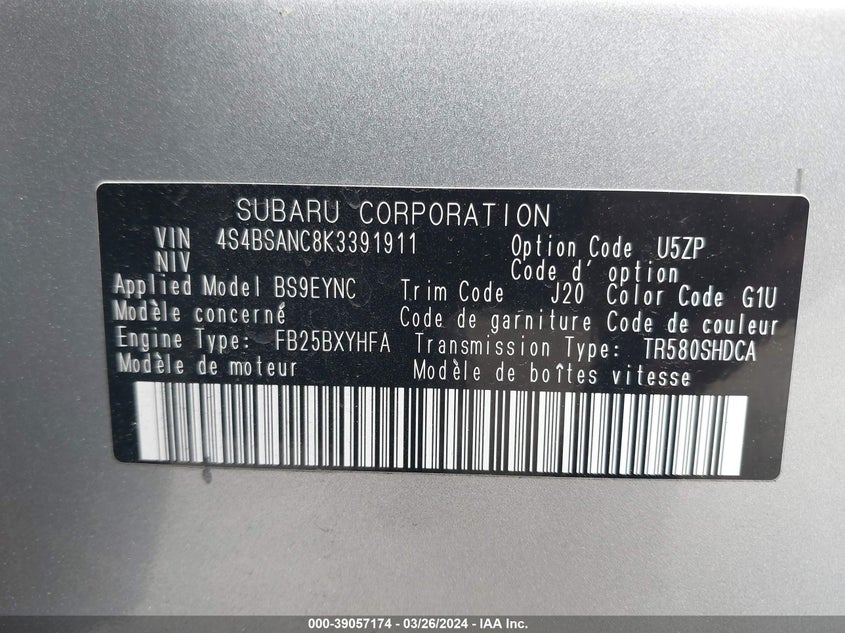 SUBARU CORPORATION
VIN 4S4BSANC8K3391911 Option Code U5ZP
NIV Code d' option
Applied Model BS9EYNC Trim Code J20 Color Code G1U
Modèle concerné Code de garniture Code de couleur
Engine Type: FB25BXYHFA Transmission Type: TR580SHDCA
Modèle de moteur Modèle de boîtes vitesse
000-39057174 — 03/26/2024 — IAA Inc.